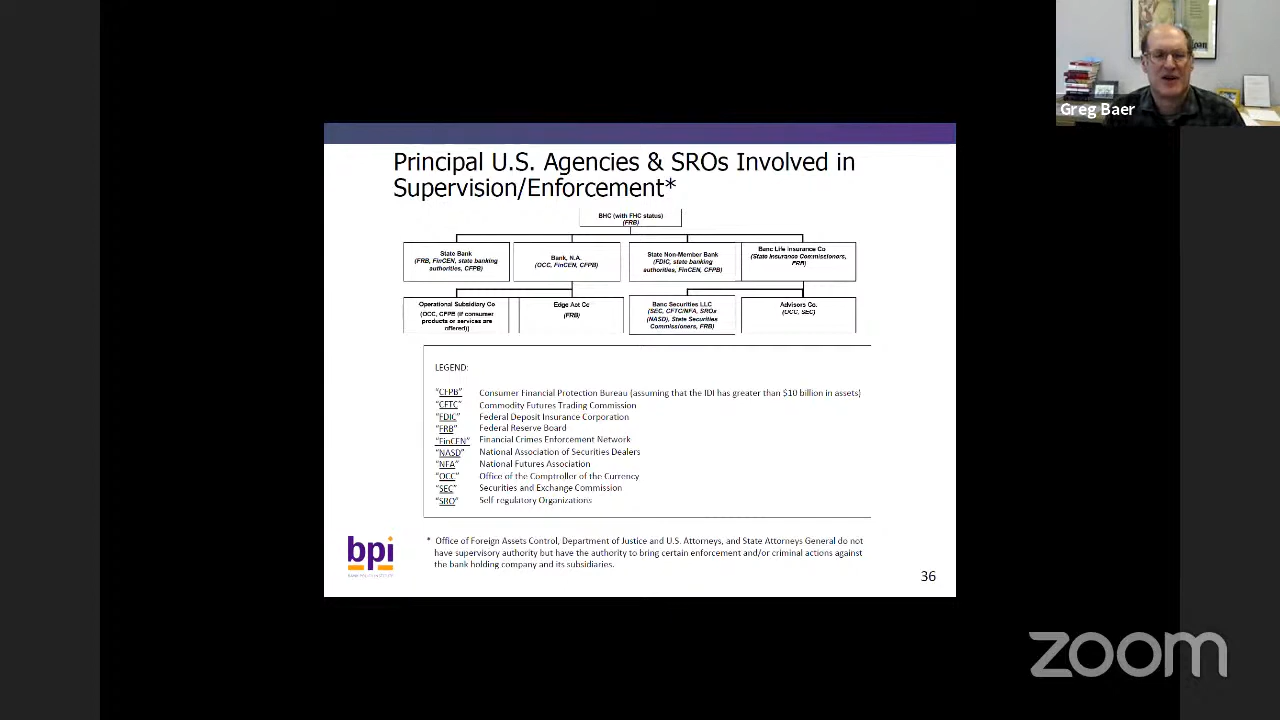 Greg Baer
Principal U.S. Agencies & SROs Involved in
Supervision/Enforcement*
BHC (with FHC status)
(FRB)
State Bank
(FRB, FinCEN, state banking
authorities, CFPB)
Bank, N.A.
(OCC, FinCEN, CFPB)
State Non-Member Bank
(FDIC, state banking
authorities, FinCEN, CFPB)
Banc Life Insurance Co
(State Insurance Commissioners,
FRB)
Operational Subsidiary Co
(OCC, CFPB (if consumer
products or services are
offered))
Edge Act Co
(FRB)
Banc Securities LLC
(SEC, CFTC/NFA, SROs
(NASD), State Securities
Commissioners, FRB)
Advisors Co.
(OCC, SEC)
LEGEND:
"CFPB" Consumer Financial Protection Bureau (assuming that the IDI has greater than $10 billion in assets)
"CFTC" Commodity Futures Trading Commission
"FDIC" Federal Deposit Insurance Corporation
"FRB" Federal Reserve Board
"FinCEN" Financial Crimes Enforcement Network
"NASD" National Association of Securities Dealers
"NFA" National Futures Association
"OCC" Office of the Comptroller of the Currency
"SEC" Securities and Exchange Commission
"SRO" Self regulatory Organizations
* Office of Foreign Assets Control, Department of Justice and U.S. Attorneys, and State Attorneys General do not
have supervisory authority but have the authority to bring certain enforcement and/or criminal actions against
the bank holding company and its subsidiaries.
bpi
36
zoom